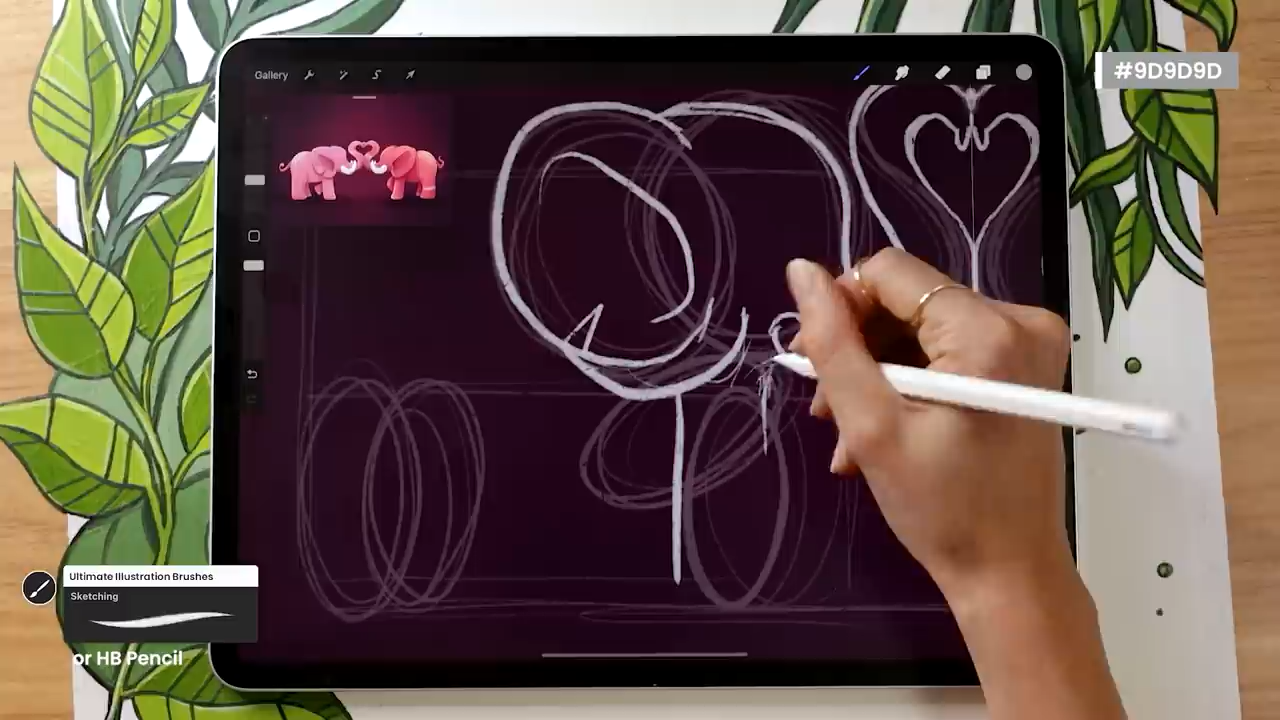 Gallery
#9D9D9D
Ultimate Illustration Brushes
Sketching
or HB Pencil